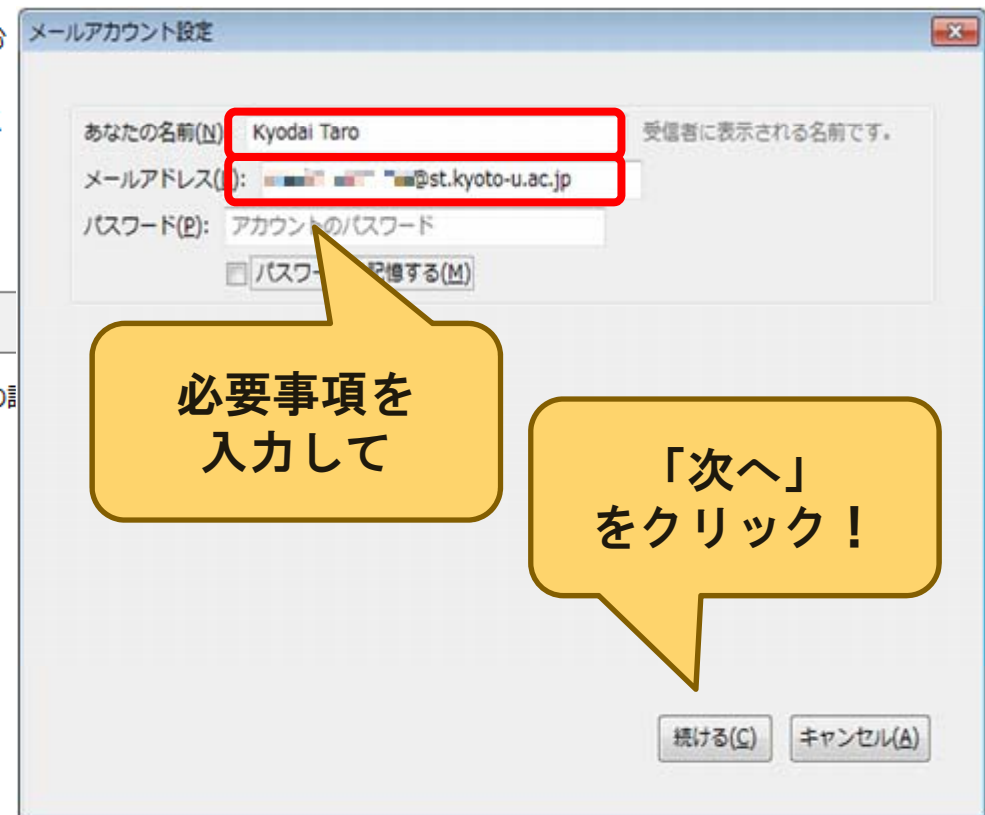 メールアカウント設定
あなたの名前(N) Kyodai Taro 受信者に表示される名前です。
メールアドレス( ): @st.kyoto-u.ac.jp
パスワード(P): アカウントのパスワード
パスワー 記憶する(M)
必要事項を
入力して
「次へ」
をクリック！
続ける(C) キャンセル(A)